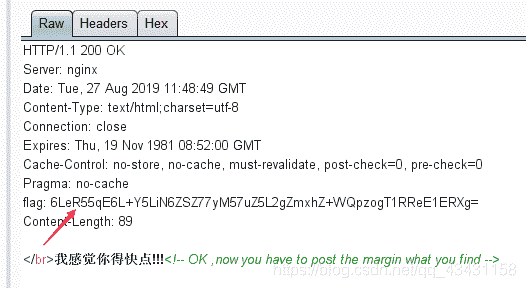 Raw Headers Hex
HTTP/1.1 200 OK
Server: nginx
Date: Tue, 27 Aug 2019 11:48:49 GMT
Content-Type: text/html;charset=utf-8
Connection: close
Expires: Thu, 19 Nov 1981 08:52:00 GMT
Cache-Control: no-store, no-cache, must-revalidate, post-check=0, pre-check=0
Pragma: no-cache
flag: 6LeR55qE6L+Y5LiN6ZSZ77yM57uZ5L2gZmxhZ+WQpzogT1RReE1ERXg=
Content-Length: 89
</br>我感觉你得快点!!!<!-- OK ,now you have to post the margin what you find -->
https://blog.csdn.net/qq_43431158